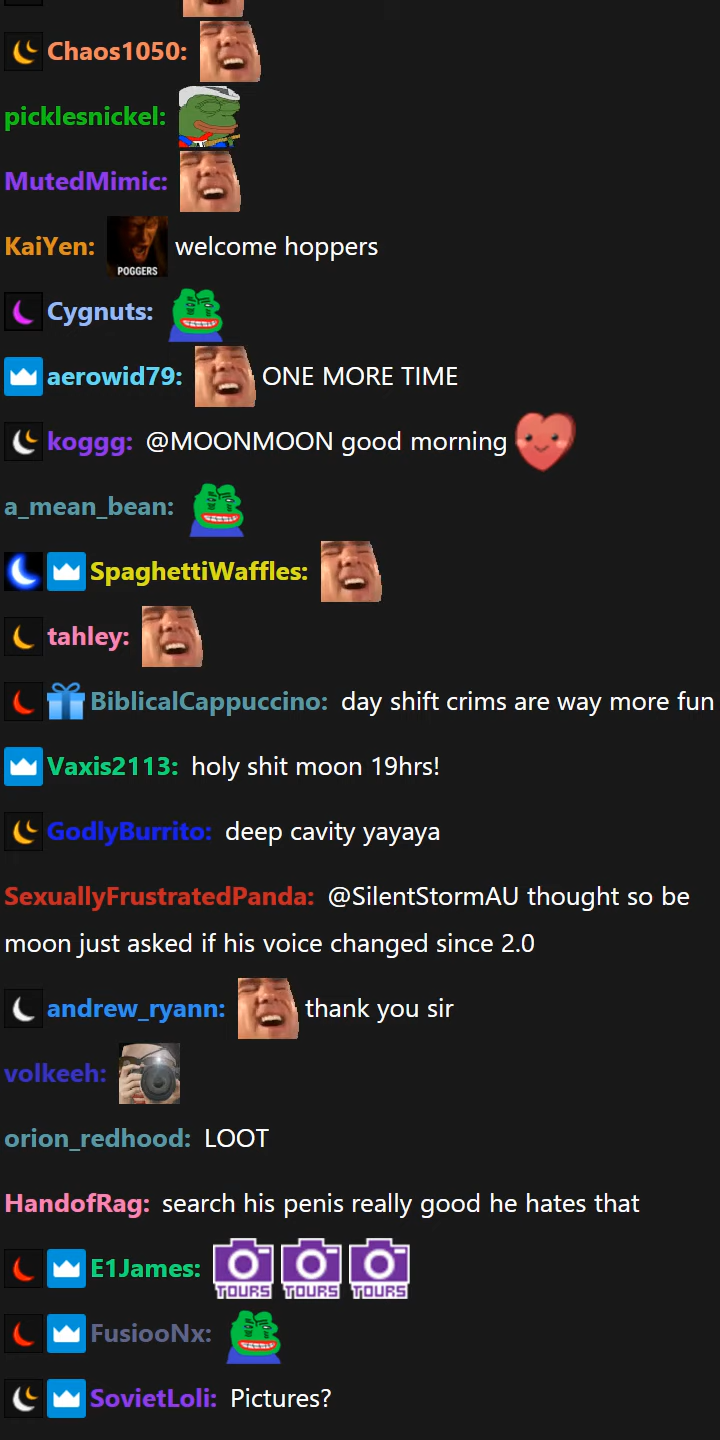 Chaos1050:
picklesnickel:
MutedMimic:
KaiYen: POGGERS welcome hoppers
Cygnuts:
aerowid79: ONE MORE TIME
koggg: @MOONMOON good morning
a_mean_bean:
SpaghettiWaffles:
tahley:
BiblicalCappuccino: day shift crims are way more fun
Vaxis2113: holy shit moon 19hrs!
GodlyBurrito: deep cavity yayaya
SexuallyFrustratedPanda: @SilentStormAU thought so be
moon just asked if his voice changed since 2.0
andrew_ryann: thank you sir
volkeeh:
orion_redhood: LOOT
HandofRag: search his penis really good he hates that
E1James: TOURS TOURS TOURS
FusiooNx:
SovietLoli: Pictures?